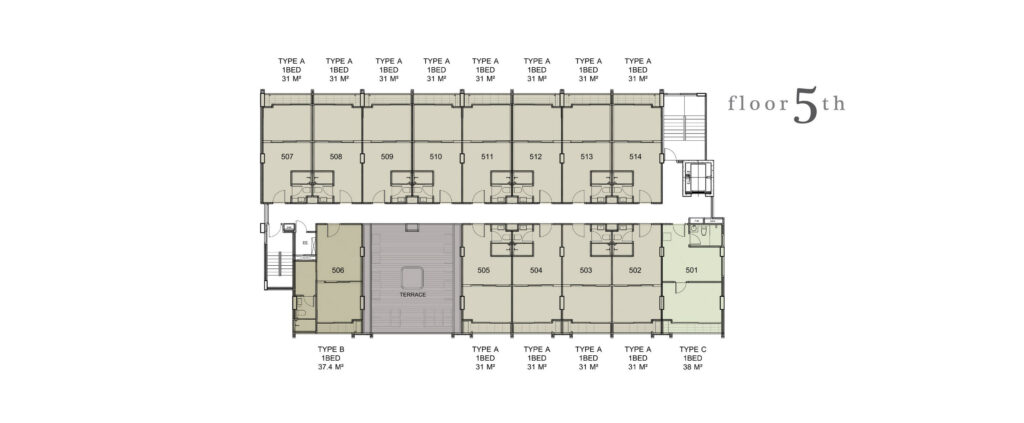 TYPE A TYPE A TYPE A TYPE A TYPE A TYPE A TYPE A TYPE A
1BED 1BED 1BED 1BED 1BED 1BED 1BED 1BED
31 M² 31 M² 31 M² 31 M² 31 M² 31 M² 31 M² 31 M²
floor 5th
507 508 509 510 511 512 513 514
506 505 504 503 502 501
TERRACE
TYPE B TYPE A TYPE A TYPE A TYPE A TYPE C
1BED 1BED 1BED 1BED 1BED 1BED
37.4 M² 31 M² 31 M² 31 M² 31 M² 38 M²